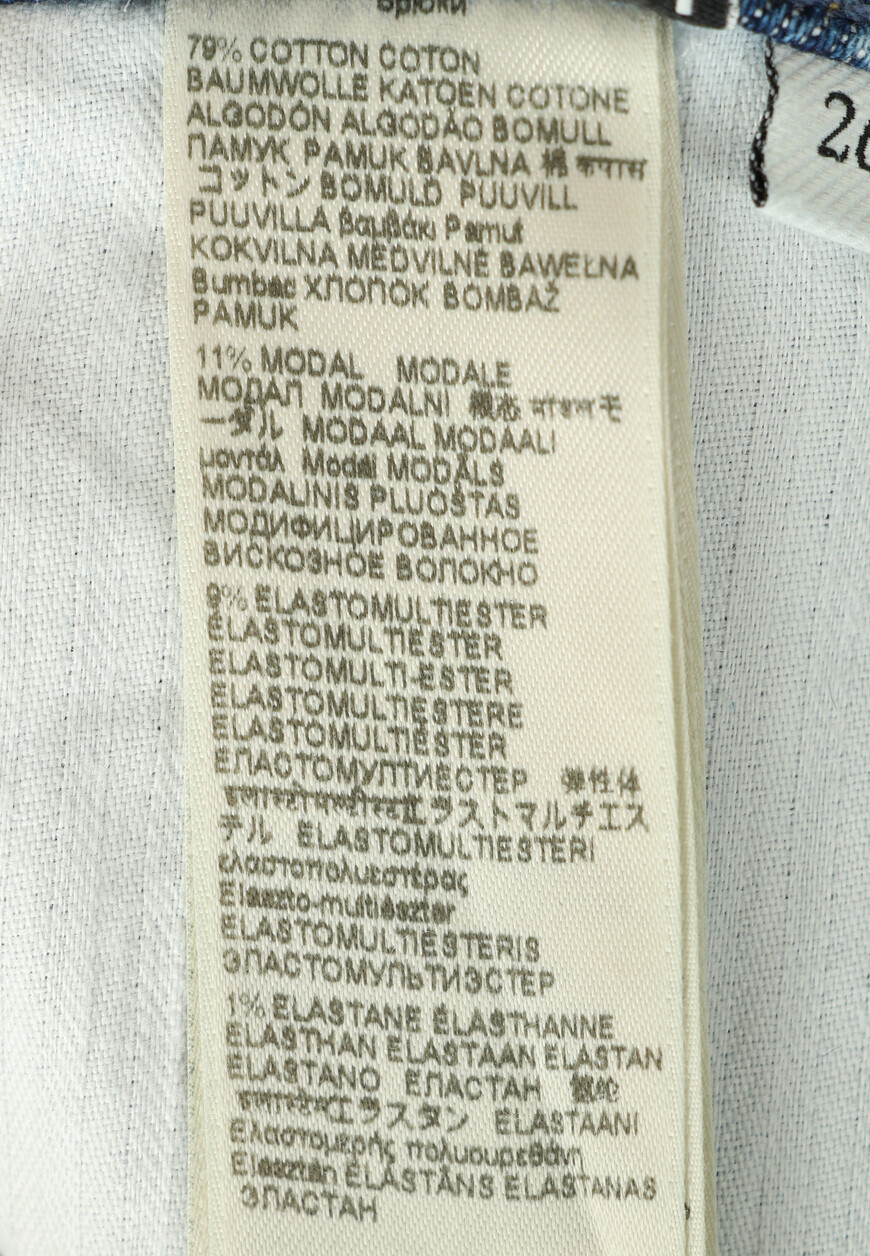 брюки
79% COTTON COTON
BAUMWOLLE KATOEN COTONE
ALGODÓN ALGODÃO BOMULL
ПАМУК PAMUK BAVLNA 棉 कपास
コットン BOMULD PUUVILL
PUUVILLA Βαμβάκι Pamut
KOKVILNA MEDVILNĖ BAWEŁNA
Bumbac ХЛОПОК BOMBAŽ
PAMUK
11% MODAL MODALE
МОДАЛ MODALNI मोडल モ
ーダル MODAAL MODAALI
μοντάλ Modál MODĀLS
MODALINIS PLUOŠTAS
МОДИФИЦИРОВАННОЕ
ВИСКОЗНОЕ ВОЛОКНО
9% ELASTOMULTIESTER
ÉLASTOMULTIESTER
ELASTOMULTI-ESTER
ELASTOMULTIESTERE
ELASTOMULTIÉSTER
ЕЛАСТОМУЛТИЕСТЕР 弹性体
エラストマルチエス
テル ELASTOMULTIESTERI
ελαστοπολυεστέρας
Elaszto-multiészter
ELASTOMULTIESTERIS
ЭЛАСТОМУЛЬТИЭСТЕР
1% ELASTANE ÉLASTHANNE
ELASTHAN ELASTAAN ELASTAN
ELASTANO ЕЛАСТАН
エラスタン ELASTAANI
Ελαστομερής πολυουρεθάνη
Elasztán ELASTĀNS ELASTANAS
ЭЛАСТАН